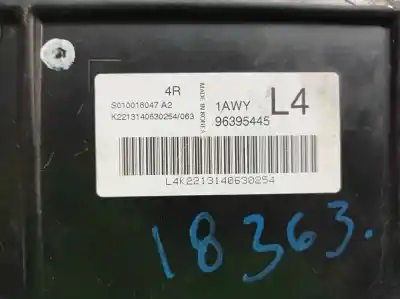 4R
S010016047 A2
K2213140630254/063
MADE IN KOREA
1AWY
L4
96395445
L4K2213140630254
18363.